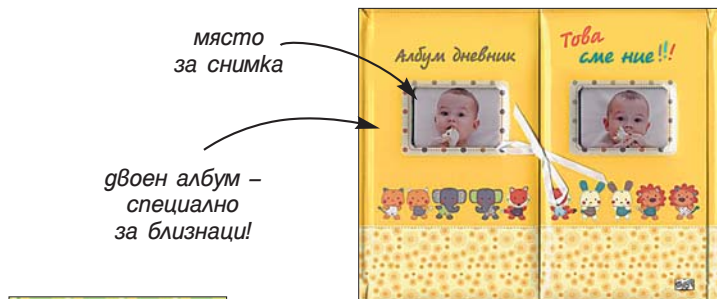 място
за снимка
Албум дневник
Това
сме ние!!!
двоен албум –
специално
за близнаци!